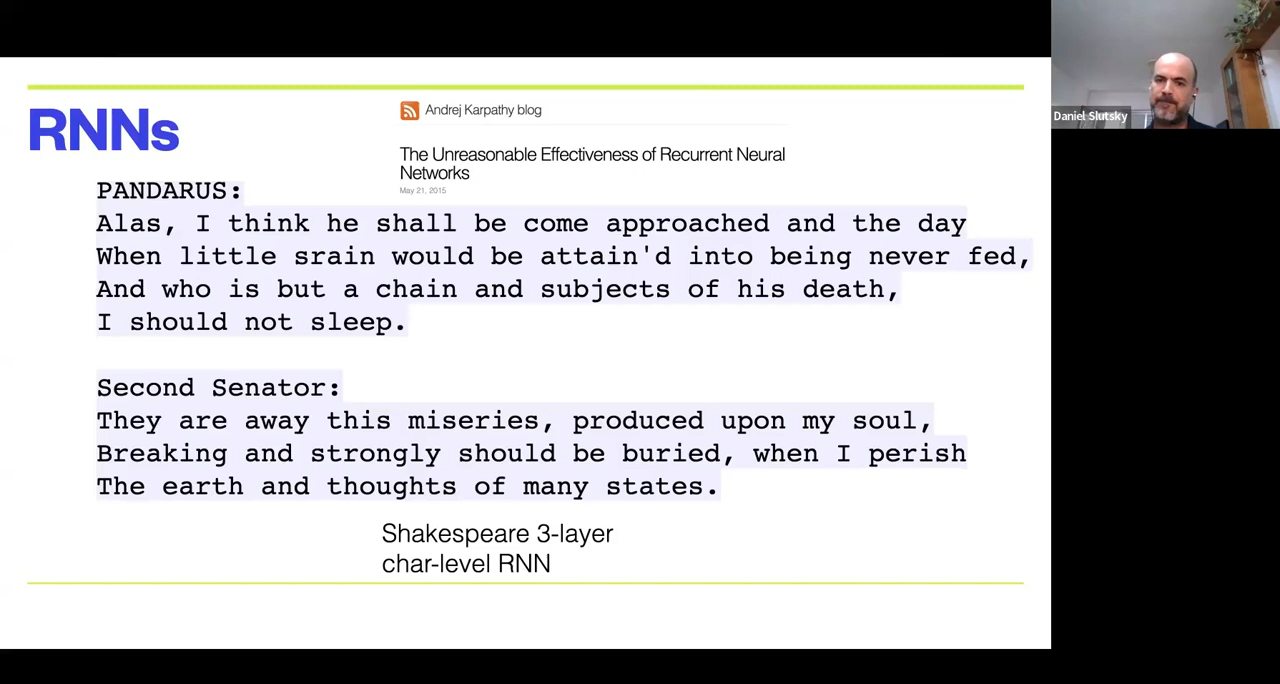 RNNs
Andrej Karpathy blog
The Unreasonable Effectiveness of Recurrent Neural
Networks
May 21, 2015
PANDARUS:
Alas, I think he shall be come approached and the day
When little srain would be attain'd into being never fed,
And who is but a chain and subjects of his death,
I should not sleep.
Second Senator:
They are away this miseries, produced upon my soul,
Breaking and strongly should be buried, when I perish
The earth and thoughts of many states.
Shakespeare 3-layer
char-level RNN
Daniel Slutsky